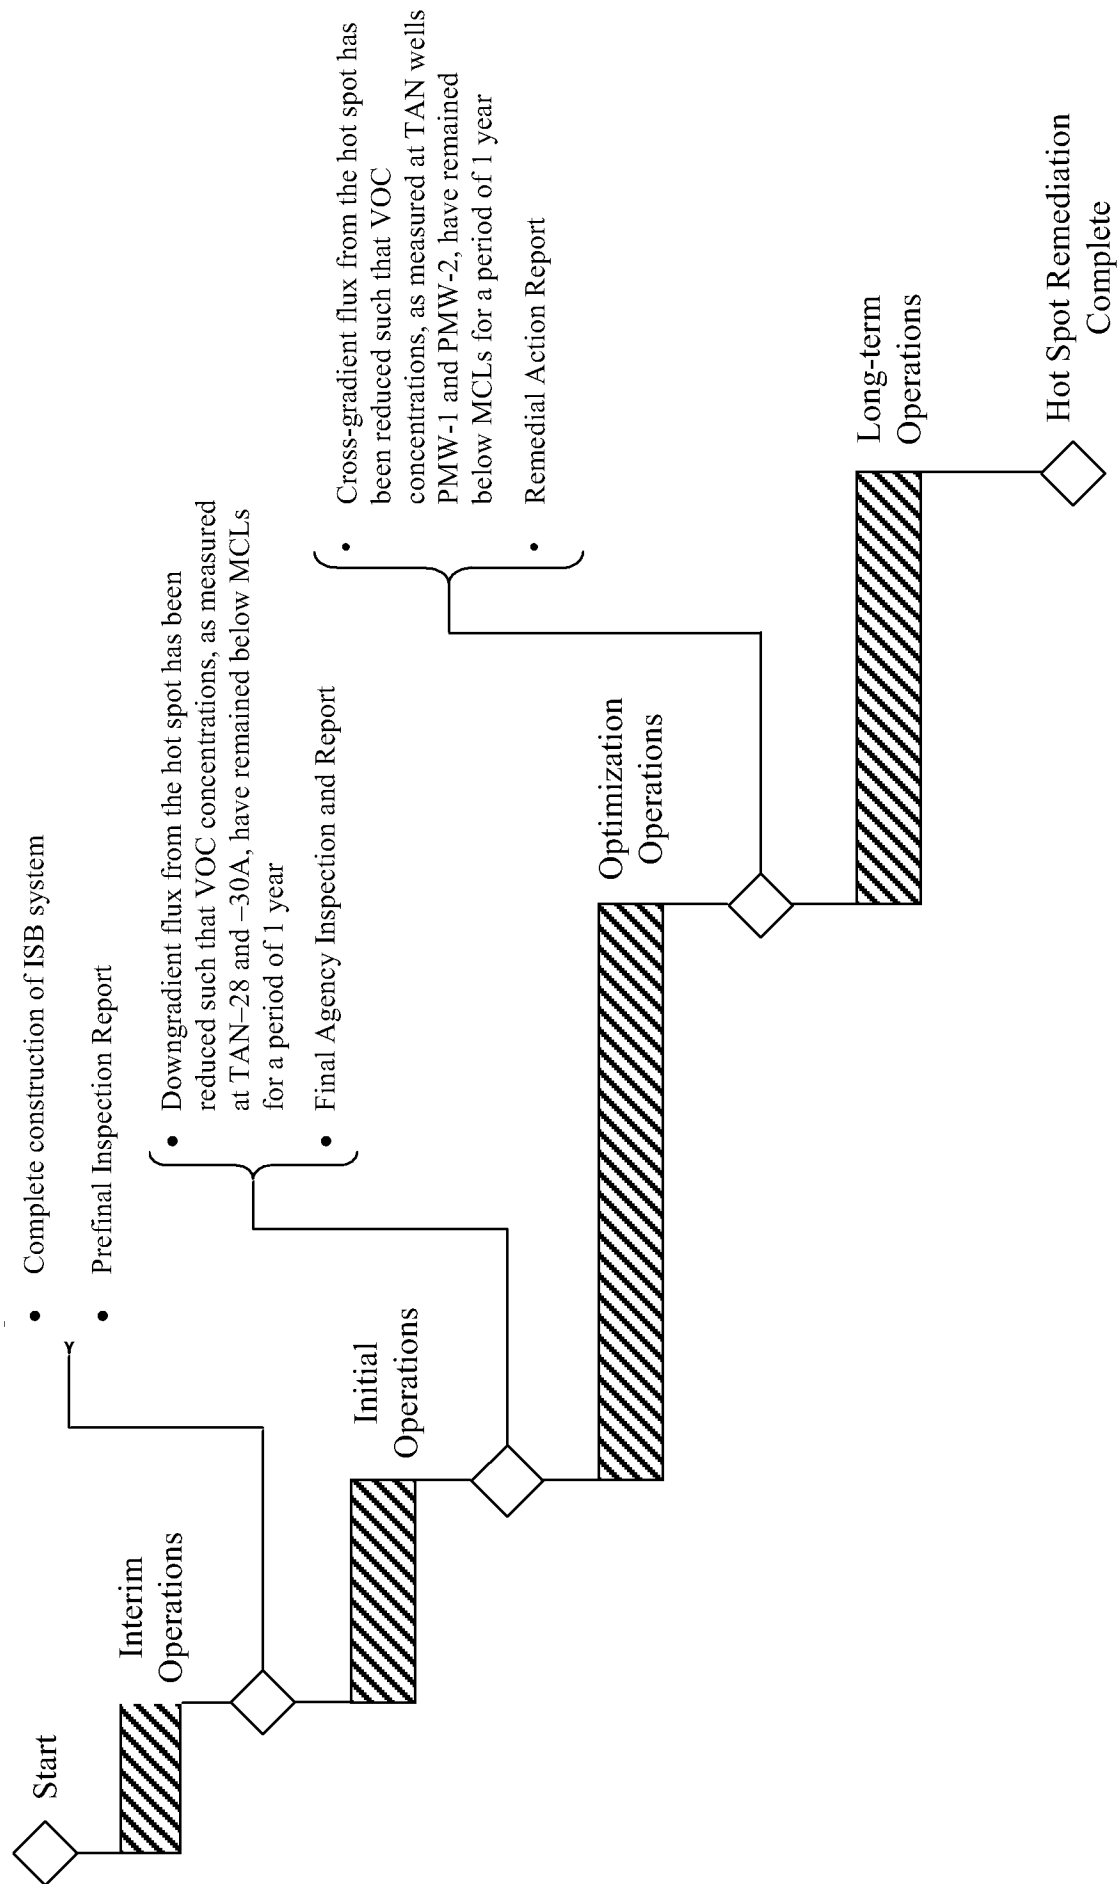 Start
Interim
Operations
• Complete construction of ISB system
• Prefinal Inspection Report
Initial
Operations
• Downgradient flux from the hot spot has been
reduced such that VOC concentrations, as measured
at TAN–28 and –30A, have remained below MCLs
for a period of 1 year
• Final Agency Inspection and Report
Optimization
Operations
• Cross-gradient flux from the hot spot has
been reduced such that VOC
concentrations, as measured at TAN wells
PMW-1 and PMW-2, have remained
below MCLs for a period of 1 year
• Remedial Action Report
Long-term
Operations
Hot Spot Remediation
Complete